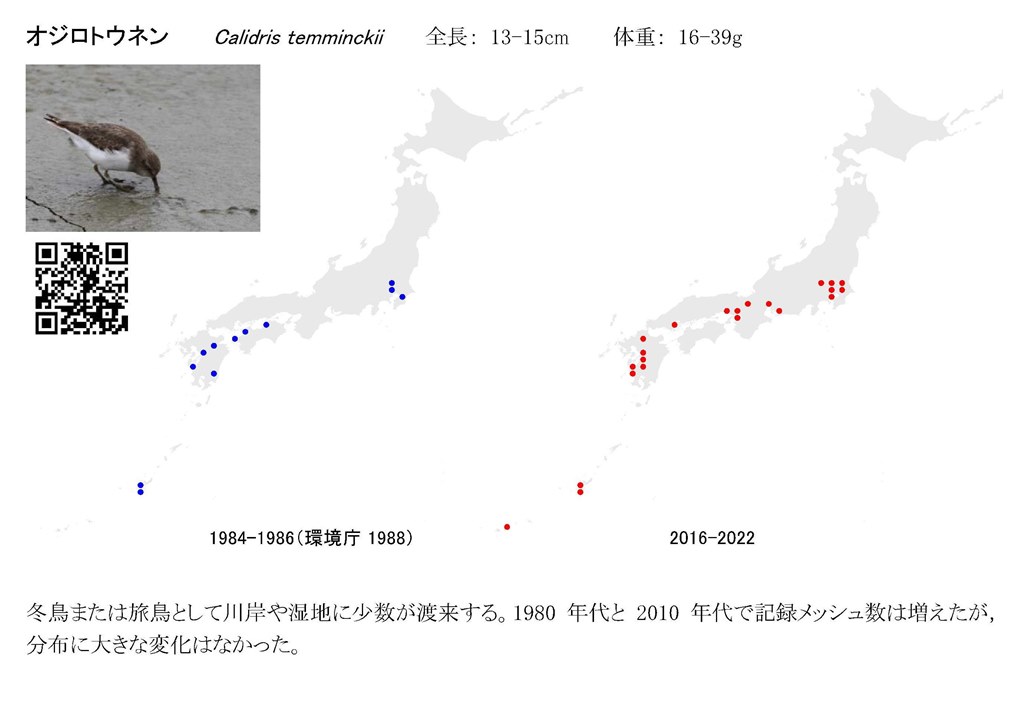 オジロトウネン Calidris temminckii 全長： 13-15cm 体重： 16-39g
1984-1986（環境庁 1988） 2016-2022
冬鳥または旅鳥として川岸や湿地に少数が渡来する。1980 年代と 2010 年代で記録メッシュ数は増えたが，
分布に大きな変化はなかった。